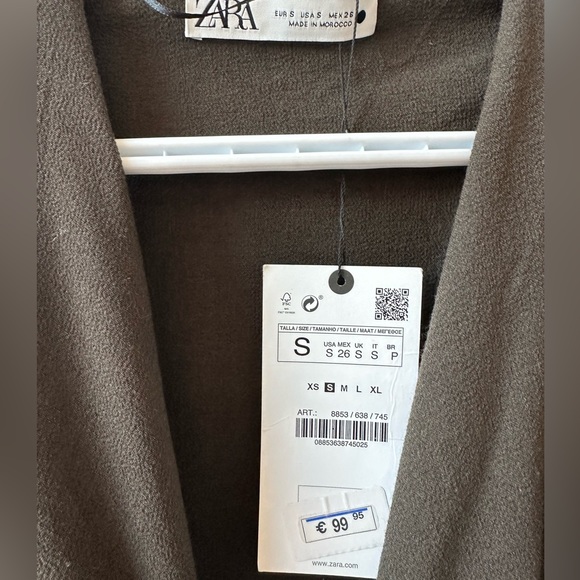 ZARA
EUR S USA S MEX 26
MADE IN MOROCCO
FSC
TALLA / SIZE / TAMANHO / TAILLE / MAAT / ΜΕΓΕΘΟΣ
S
USA MEX UK IT BR
S 26 S S P
XS S M L XL
ART.: 8853 / 638 / 745
08853638745025
€ 99 95
www.zara.com